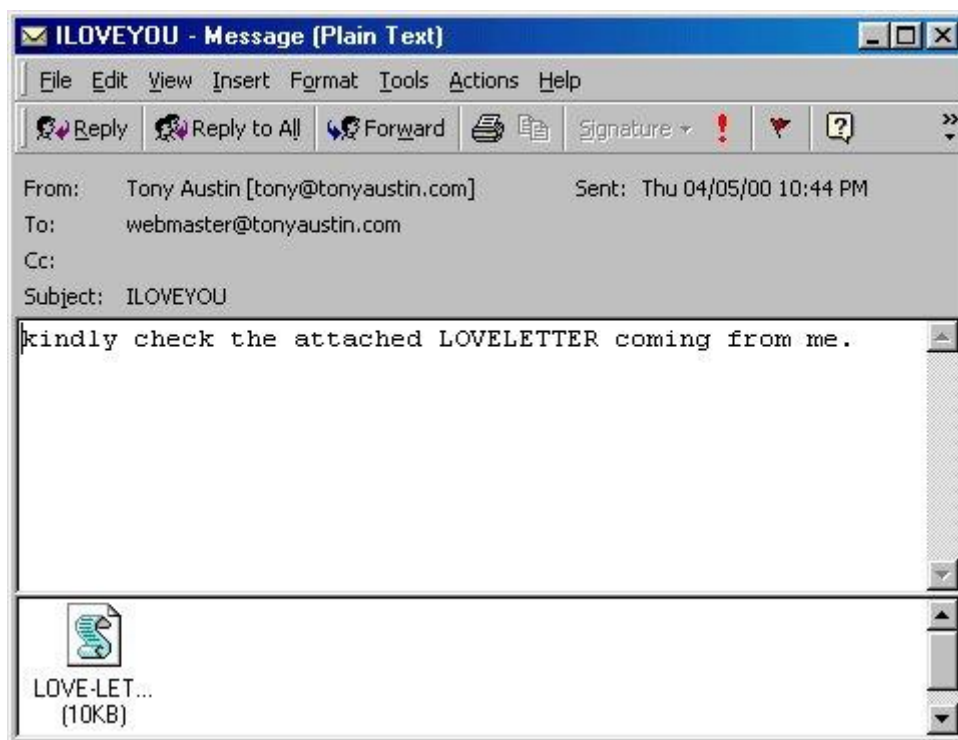 ILOVEYOU - Message (Plain Text)
File Edit View Insert Format Tools Actions Help
Reply Reply to All Forward Signature
From: Tony Austin [tony@tonyaustin.com] Sent: Thu 04/05/00 10:44 PM
To: webmaster@tonyaustin.com
Cc:
Subject: ILOVEYOU
kindly check the attached LOVELETTER coming from me.
LOVE-LET...
(10KB)